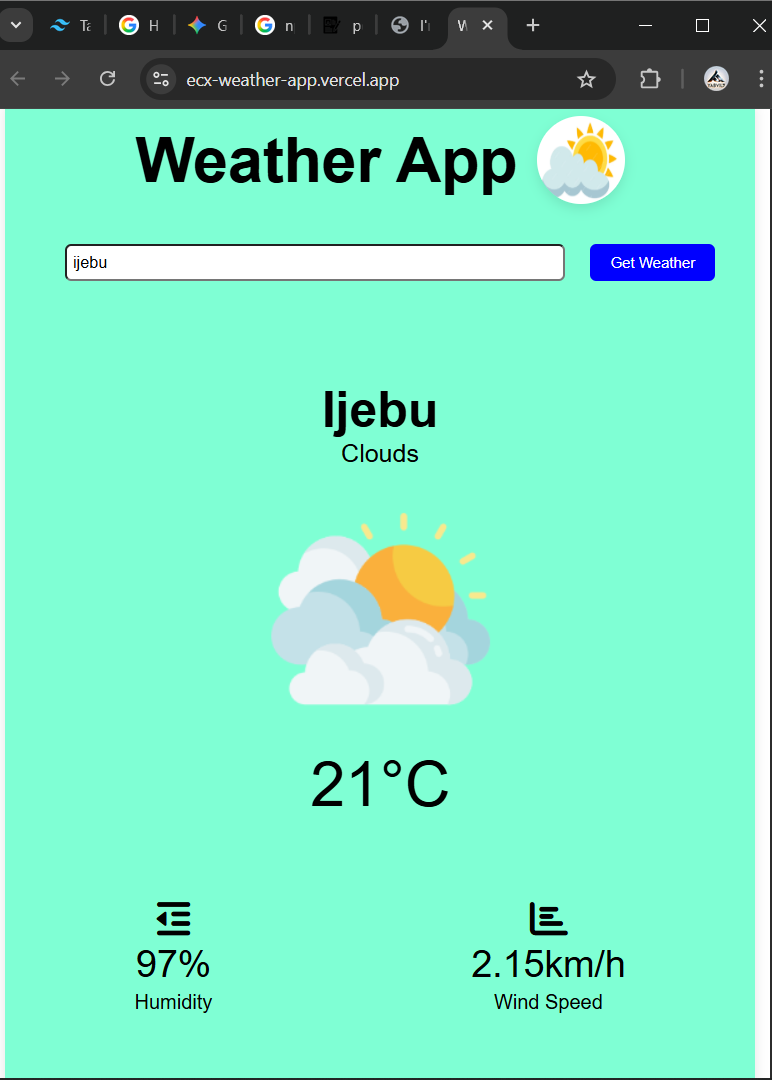 Ta
H
G
n
p
I'
W
ecx-weather-app.vercel.app
Weather App
ijebu
Get Weather
Ijebu
Clouds
21°C
97%
2.15km/h
Humidity
Wind Speed